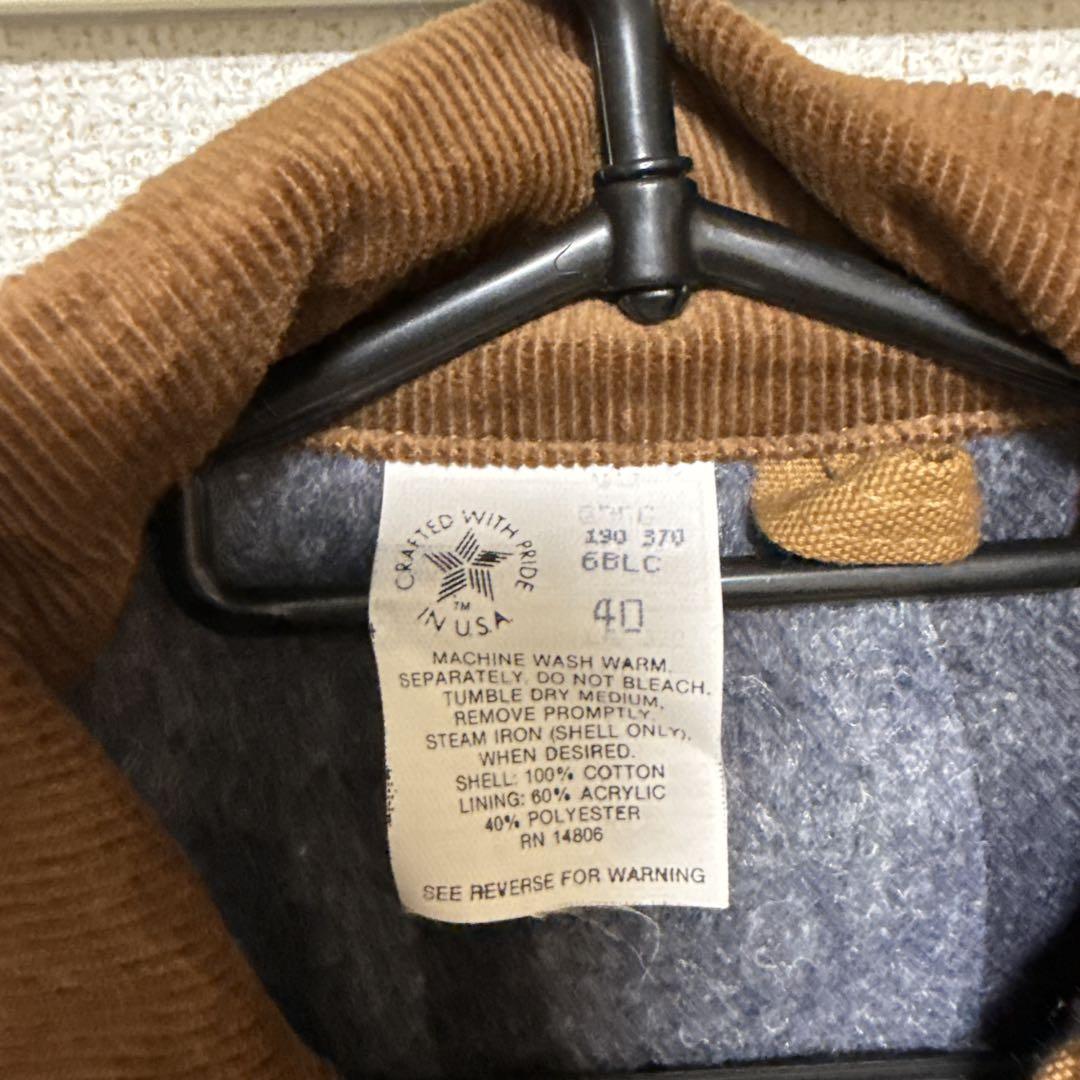 CRAFTED WITH PRIDE
TM
IN U.S.A
190 370
6BLC
40
MACHINE WASH WARM,
SEPARATELY. DO NOT BLEACH.
TUMBLE DRY MEDIUM,
REMOVE PROMPTLY.
STEAM IRON (SHELL ONLY),
WHEN DESIRED.
SHELL: 100% COTTON
LINING: 60% ACRYLIC
40% POLYESTER
RN 14806
SEE REVERSE FOR WARNING